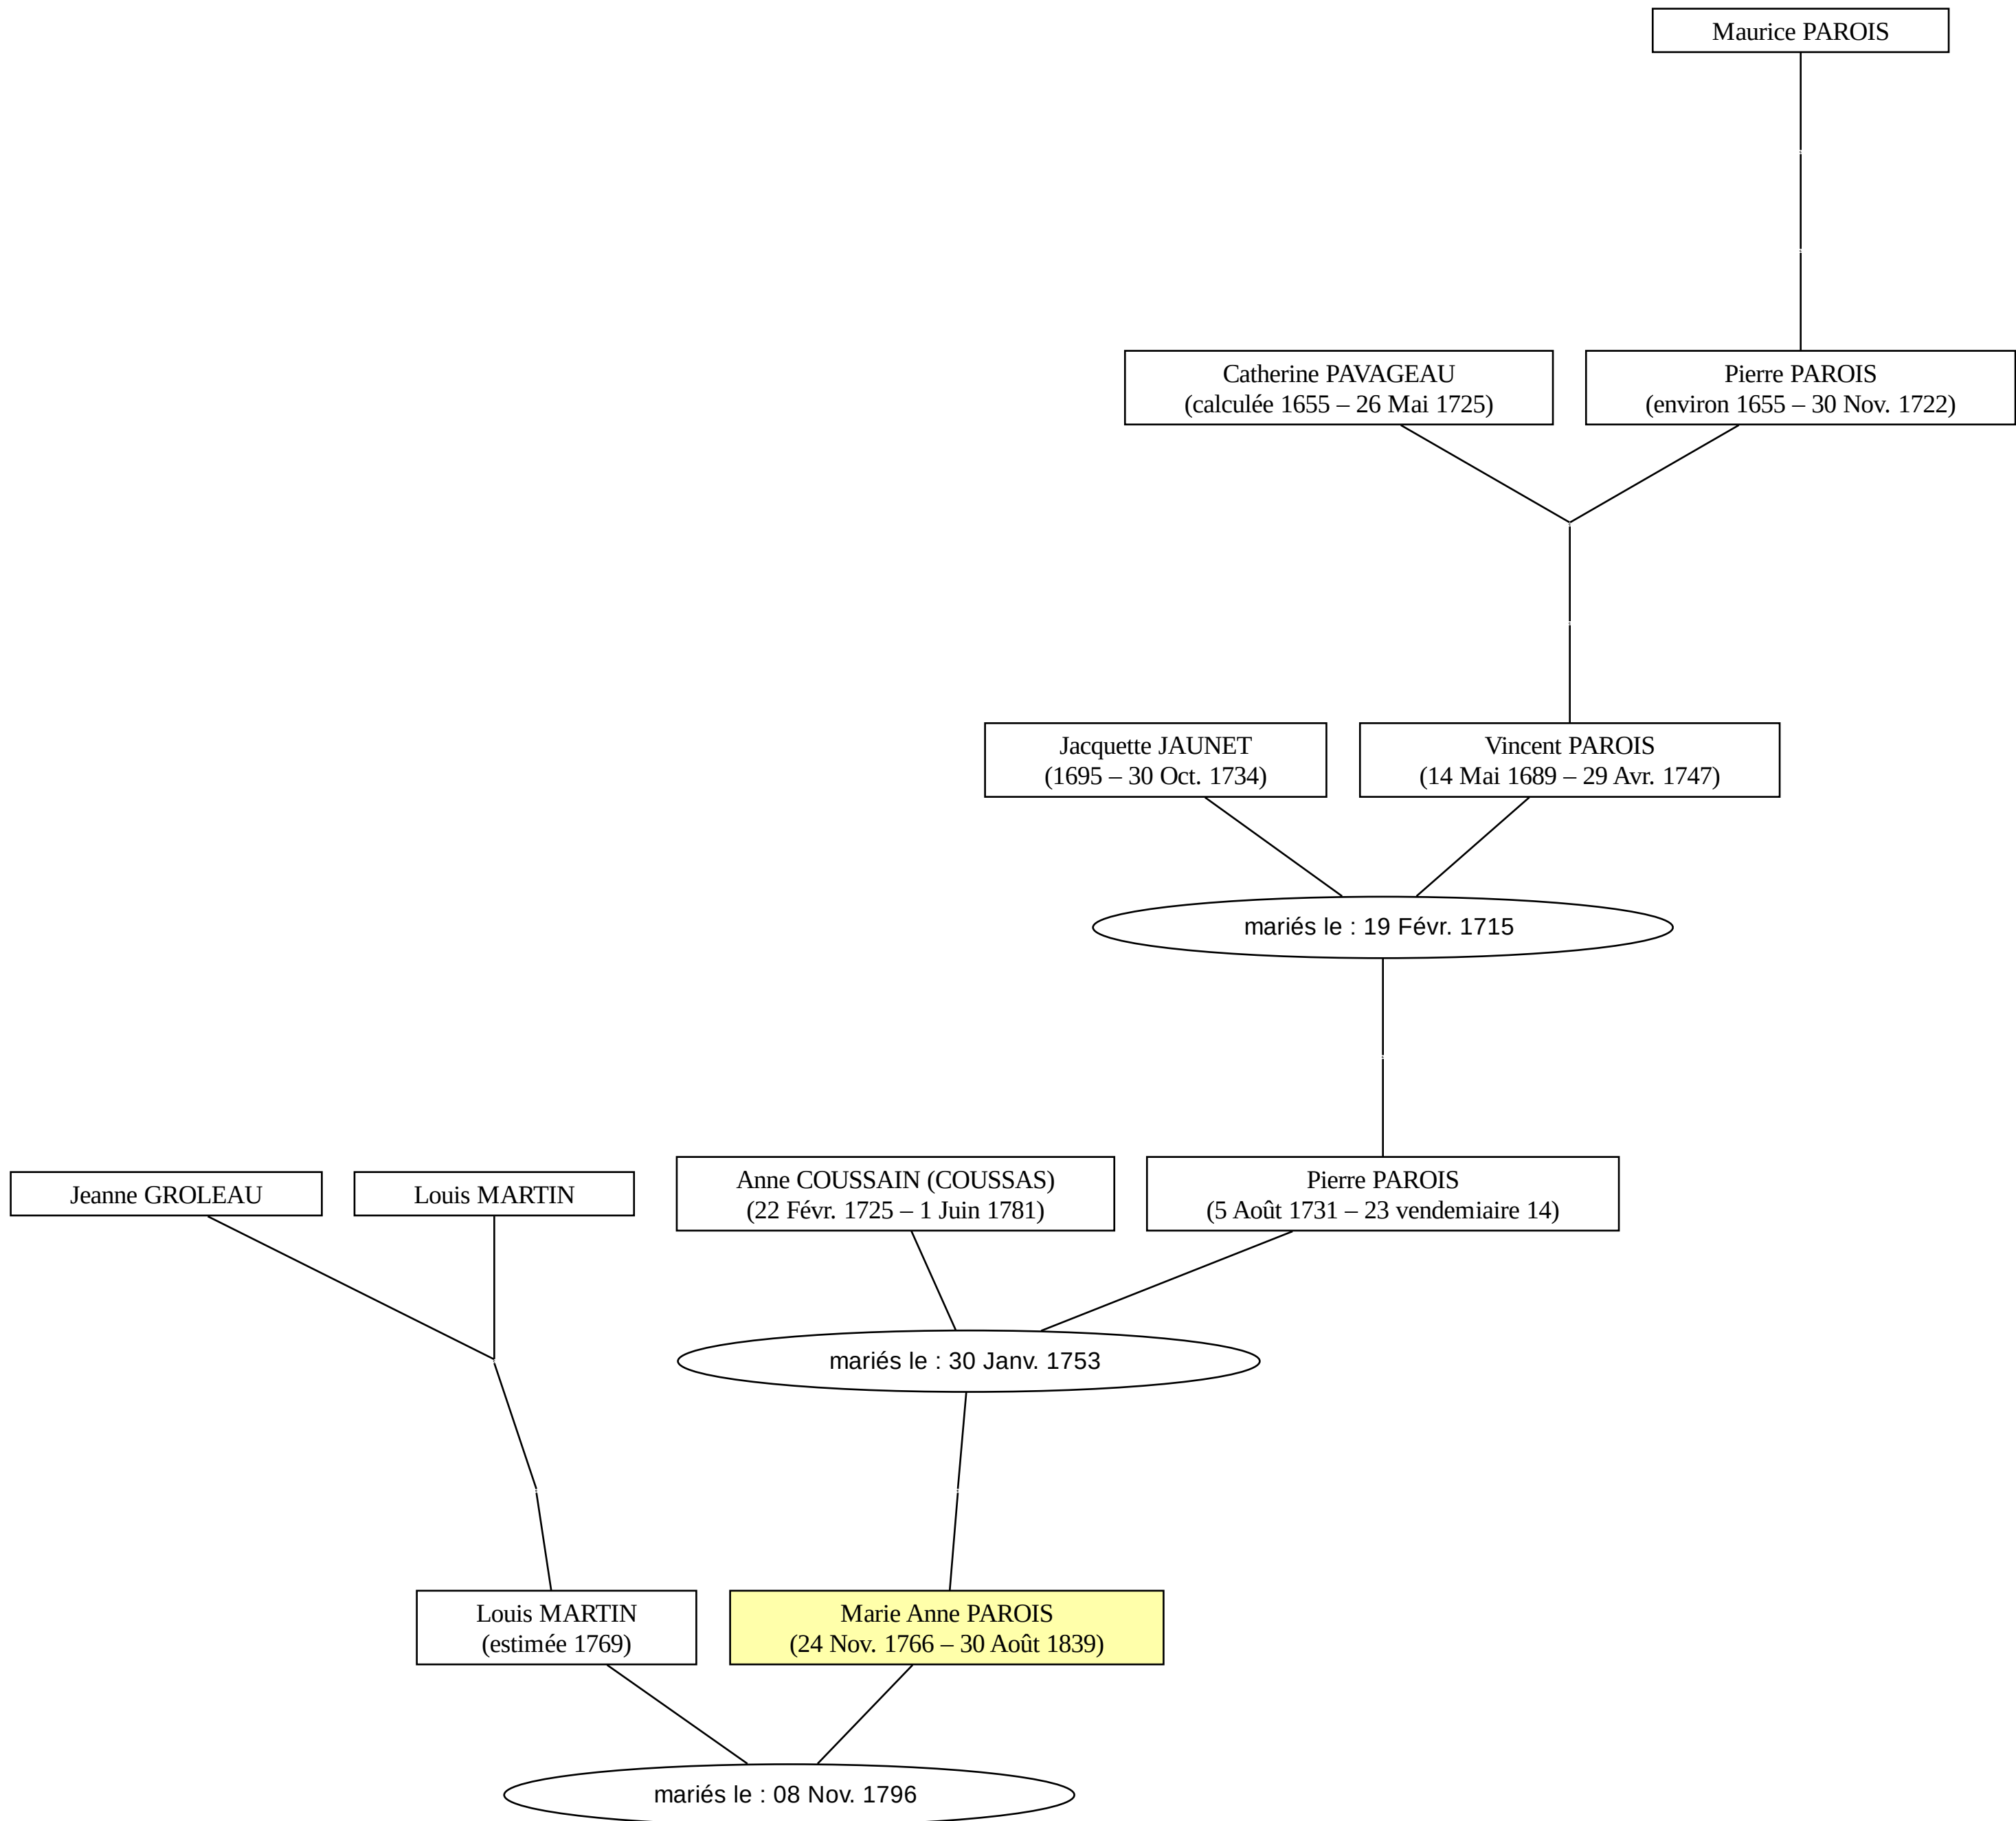 Maurice PAROIS
Catherine PAVAGEAU
(calculée 1655 – 26 Mai 1725)
Pierre PAROIS
(environ 1655 – 30 Nov. 1722)
Jacquette JAUNET
(1695 – 30 Oct. 1734)
Vincent PAROIS
(14 Mai 1689 – 29 Avr. 1747)
mariés le : 19 Févr. 1715
Jeanne GROLEAU
Louis MARTIN
Anne COUSSAIN (COUSSAS)
(22 Févr. 1725 – 1 Juin 1781)
Pierre PAROIS
(5 Août 1731 – 23 vendemiaire 14)
mariés le : 30 Janv. 1753
Louis MARTIN
(estimée 1769)
Marie Anne PAROIS
(24 Nov. 1766 – 30 Août 1839)
mariés le : 08 Nov. 1796